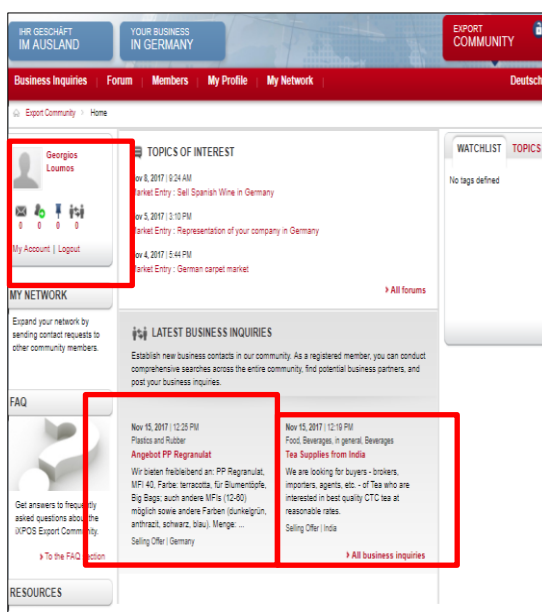 IHR GESCHÄFT
IM AUSLAND
YOUR BUSINESS
IN GERMANY
EXPORT
COMMUNITY
Business Inquiries | Forum | Members | My Profile | My Network |
Deutsch
Export Community > Home
Georgios
Loumos
0 0 0 0
My Account | Logout
MY NETWORK
Expand your network by
sending contact requests to
other community members.
FAQ
Get answers to frequently
asked questions about the
iXPOS Export Community.
> To the FAQ section
RESOURCES
TOPICS OF INTEREST
Nov 8, 2017 | 9:24 AM
Market Entry : Sell Spanish Wine in Germany
Nov 5, 2017 | 3:10 PM
Market Entry : Representation of your company in Germany
Nov 4, 2017 | 5:44 PM
Market Entry : German carpet market
> All forums
LATEST BUSINESS INQUIRIES
Establish new business contacts in our community. As a registered member, you can conduct
comprehensive searches across the entire community, find potential business partners, and
post your business inquiries.
Nov 15, 2017 | 12:25 PM
Plastics and Rubber
Angebot PP Regranulat
Wir bieten freibleibend an: PP Regranulat,
MFI 40, Farbe: terracotta, für Blumentöpfe,
Big Bags; auch andere MFIs (12-60)
möglich sowie andere Farben (dunkelgrün,
anthrazit, schwarz, blau). Menge: ...
Selling Offer | Germany
Nov 15, 2017 | 12:19 PM
Food, Beverages, in general, Beverages
Tea Supplies from India
We are looking for buyers - brokers,
importers, agents, etc. - of Tea who are
interested in best quality CTC tea at
reasonable rates.
Selling Offer | India
> All business inquiries
WATCHLIST TOPICS
No tags defined